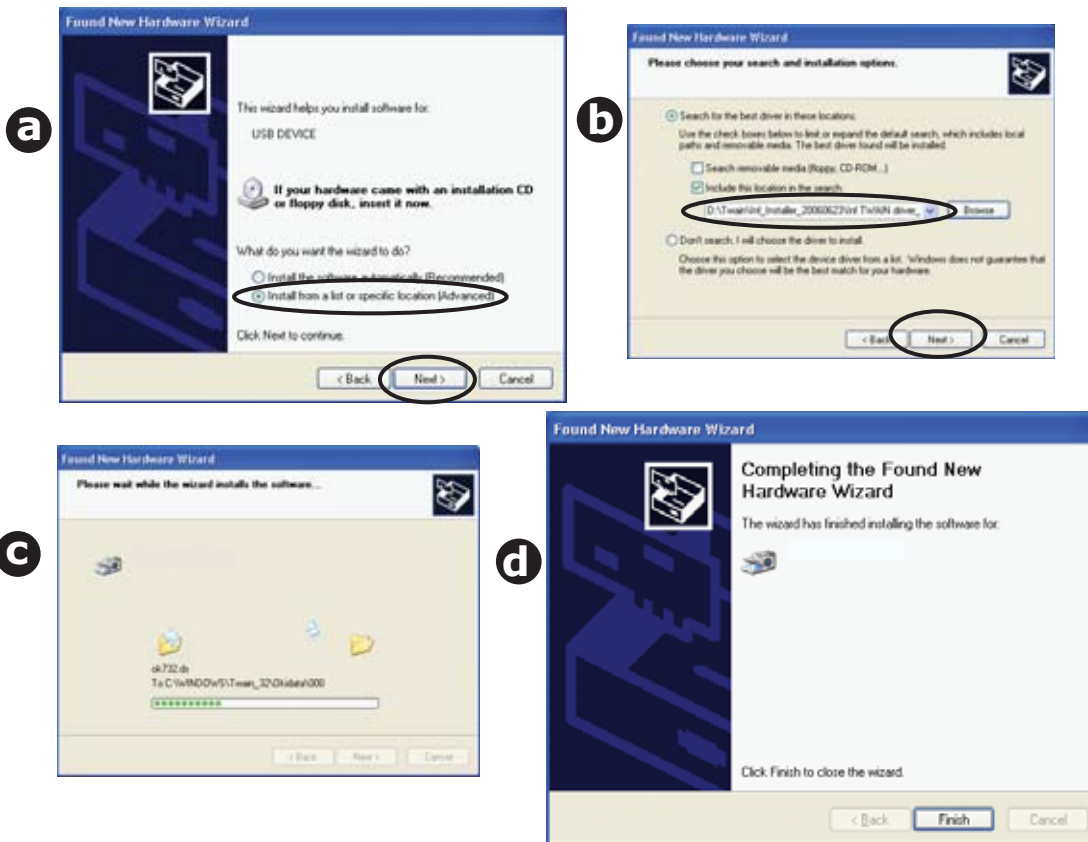 a
Found New Hardware Wizard
This wizard helps you install software for:
USB DEVICE
If your hardware came with an installation CD
or floppy disk, insert it now.
What do you want the wizard to do?
Install the software automatically (Recommended)
Install from a list or specific location (Advanced)
Click Next to continue.
< Back
Next >
Cancel
b
Found New Hardware Wizard
Please choose your search and installation options.
Search for the best driver in these locations.
Use the check boxes below to limit or expand the default search, which includes local
paths and removable media. The best driver found will be installed.
Search removable media (floppy, CD-ROM...)
Include this location in the search:
driver_
Browse
Don't search. I will choose the driver to install.
Choose this option to select the device driver from a list. Windows does not guarantee that
the driver you choose will be the best match for your hardware.
< Back
Next >
Cancel
c
Found New Hardware Wizard
Please wait while the wizard installs the software...
ok732.ds
To C:\WINDOWS\Twain_32\Okidata\000
< Back
Next >
Cancel
d
Found New Hardware Wizard
Completing the Found New
Hardware Wizard
The wizard has finished installing the software for:
Click Finish to close the wizard.
< Back
Finish
Cancel